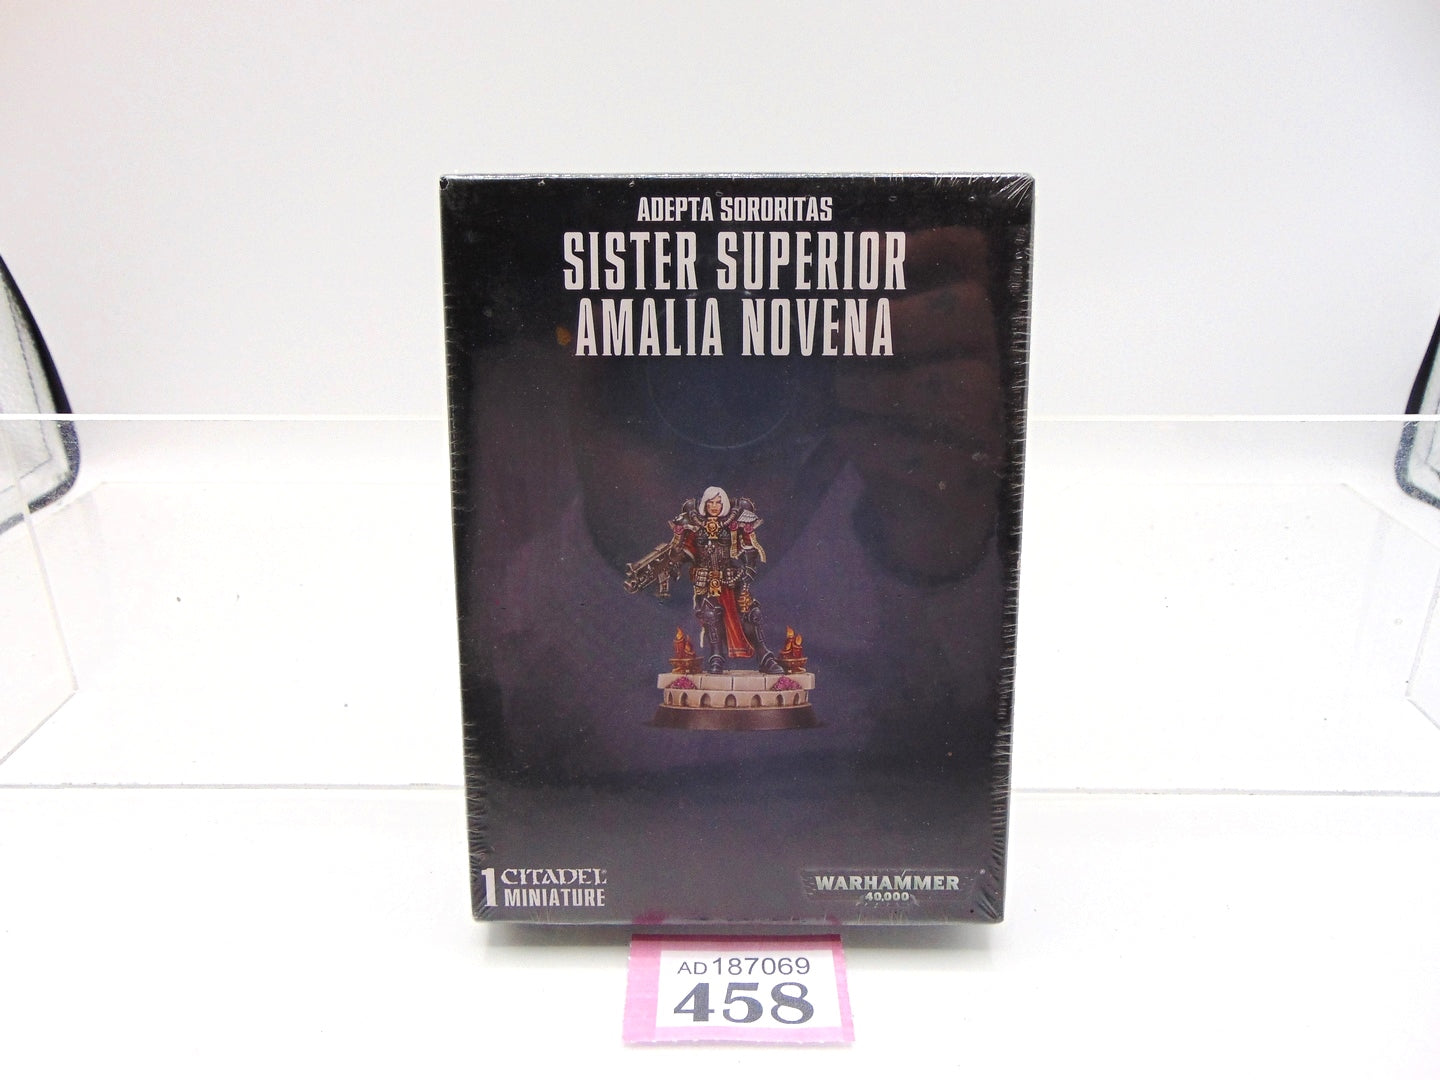 ADEPTA SORORITAS
SISTER SUPERIOR
AMALIA NOVENA
1 CITADEL
MINIATURE
WARHAMMER
40,000
AD187069
458